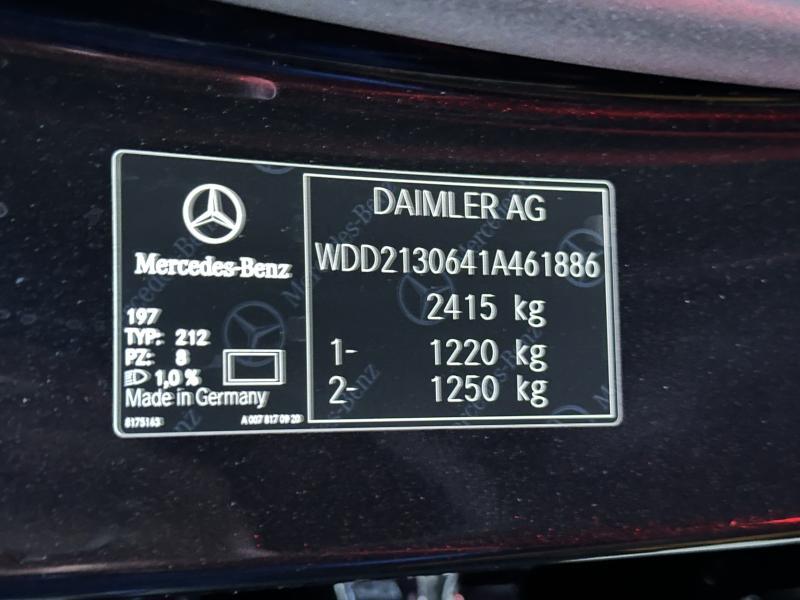 Mercedes-Benz
197
TYP: 212
PZ: 8
1,0 %
Made in Germany
8175163
A 007 817 09 20
DAIMLER AG
WDD2130641A461886
2415 kg
1- 1220 kg
2- 1250 kg